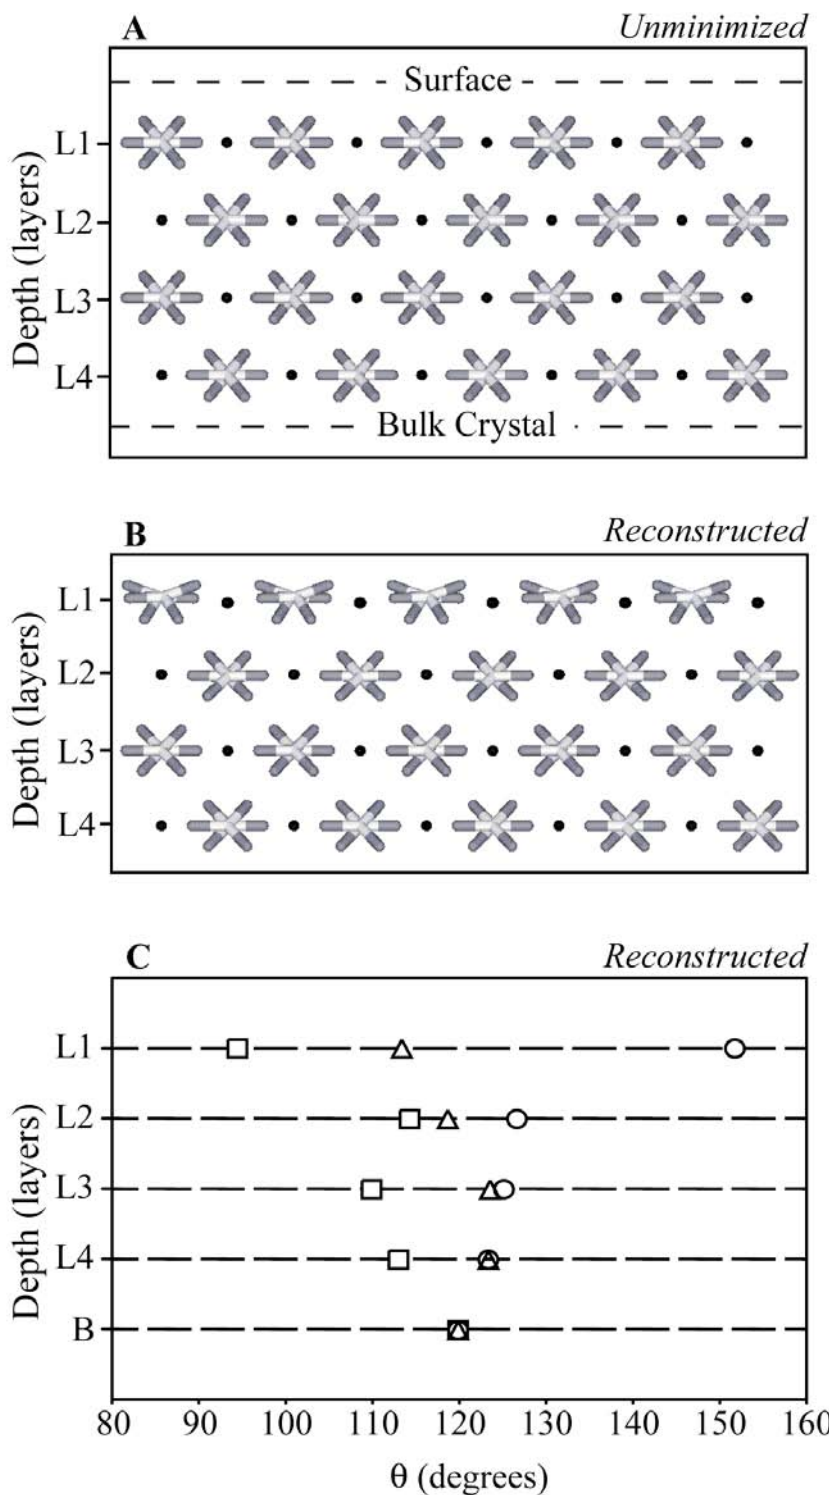 A
Unminimized
Surface
L1
L2
L3
L4
Depth (layers)
Bulk Crystal
B
Reconstructed
L1
L2
L3
L4
Depth (layers)
C
Reconstructed
L1
L2
L3
L4
B
Depth (layers)
80 90 100 110 120 130 140 150 160
θ (degrees)